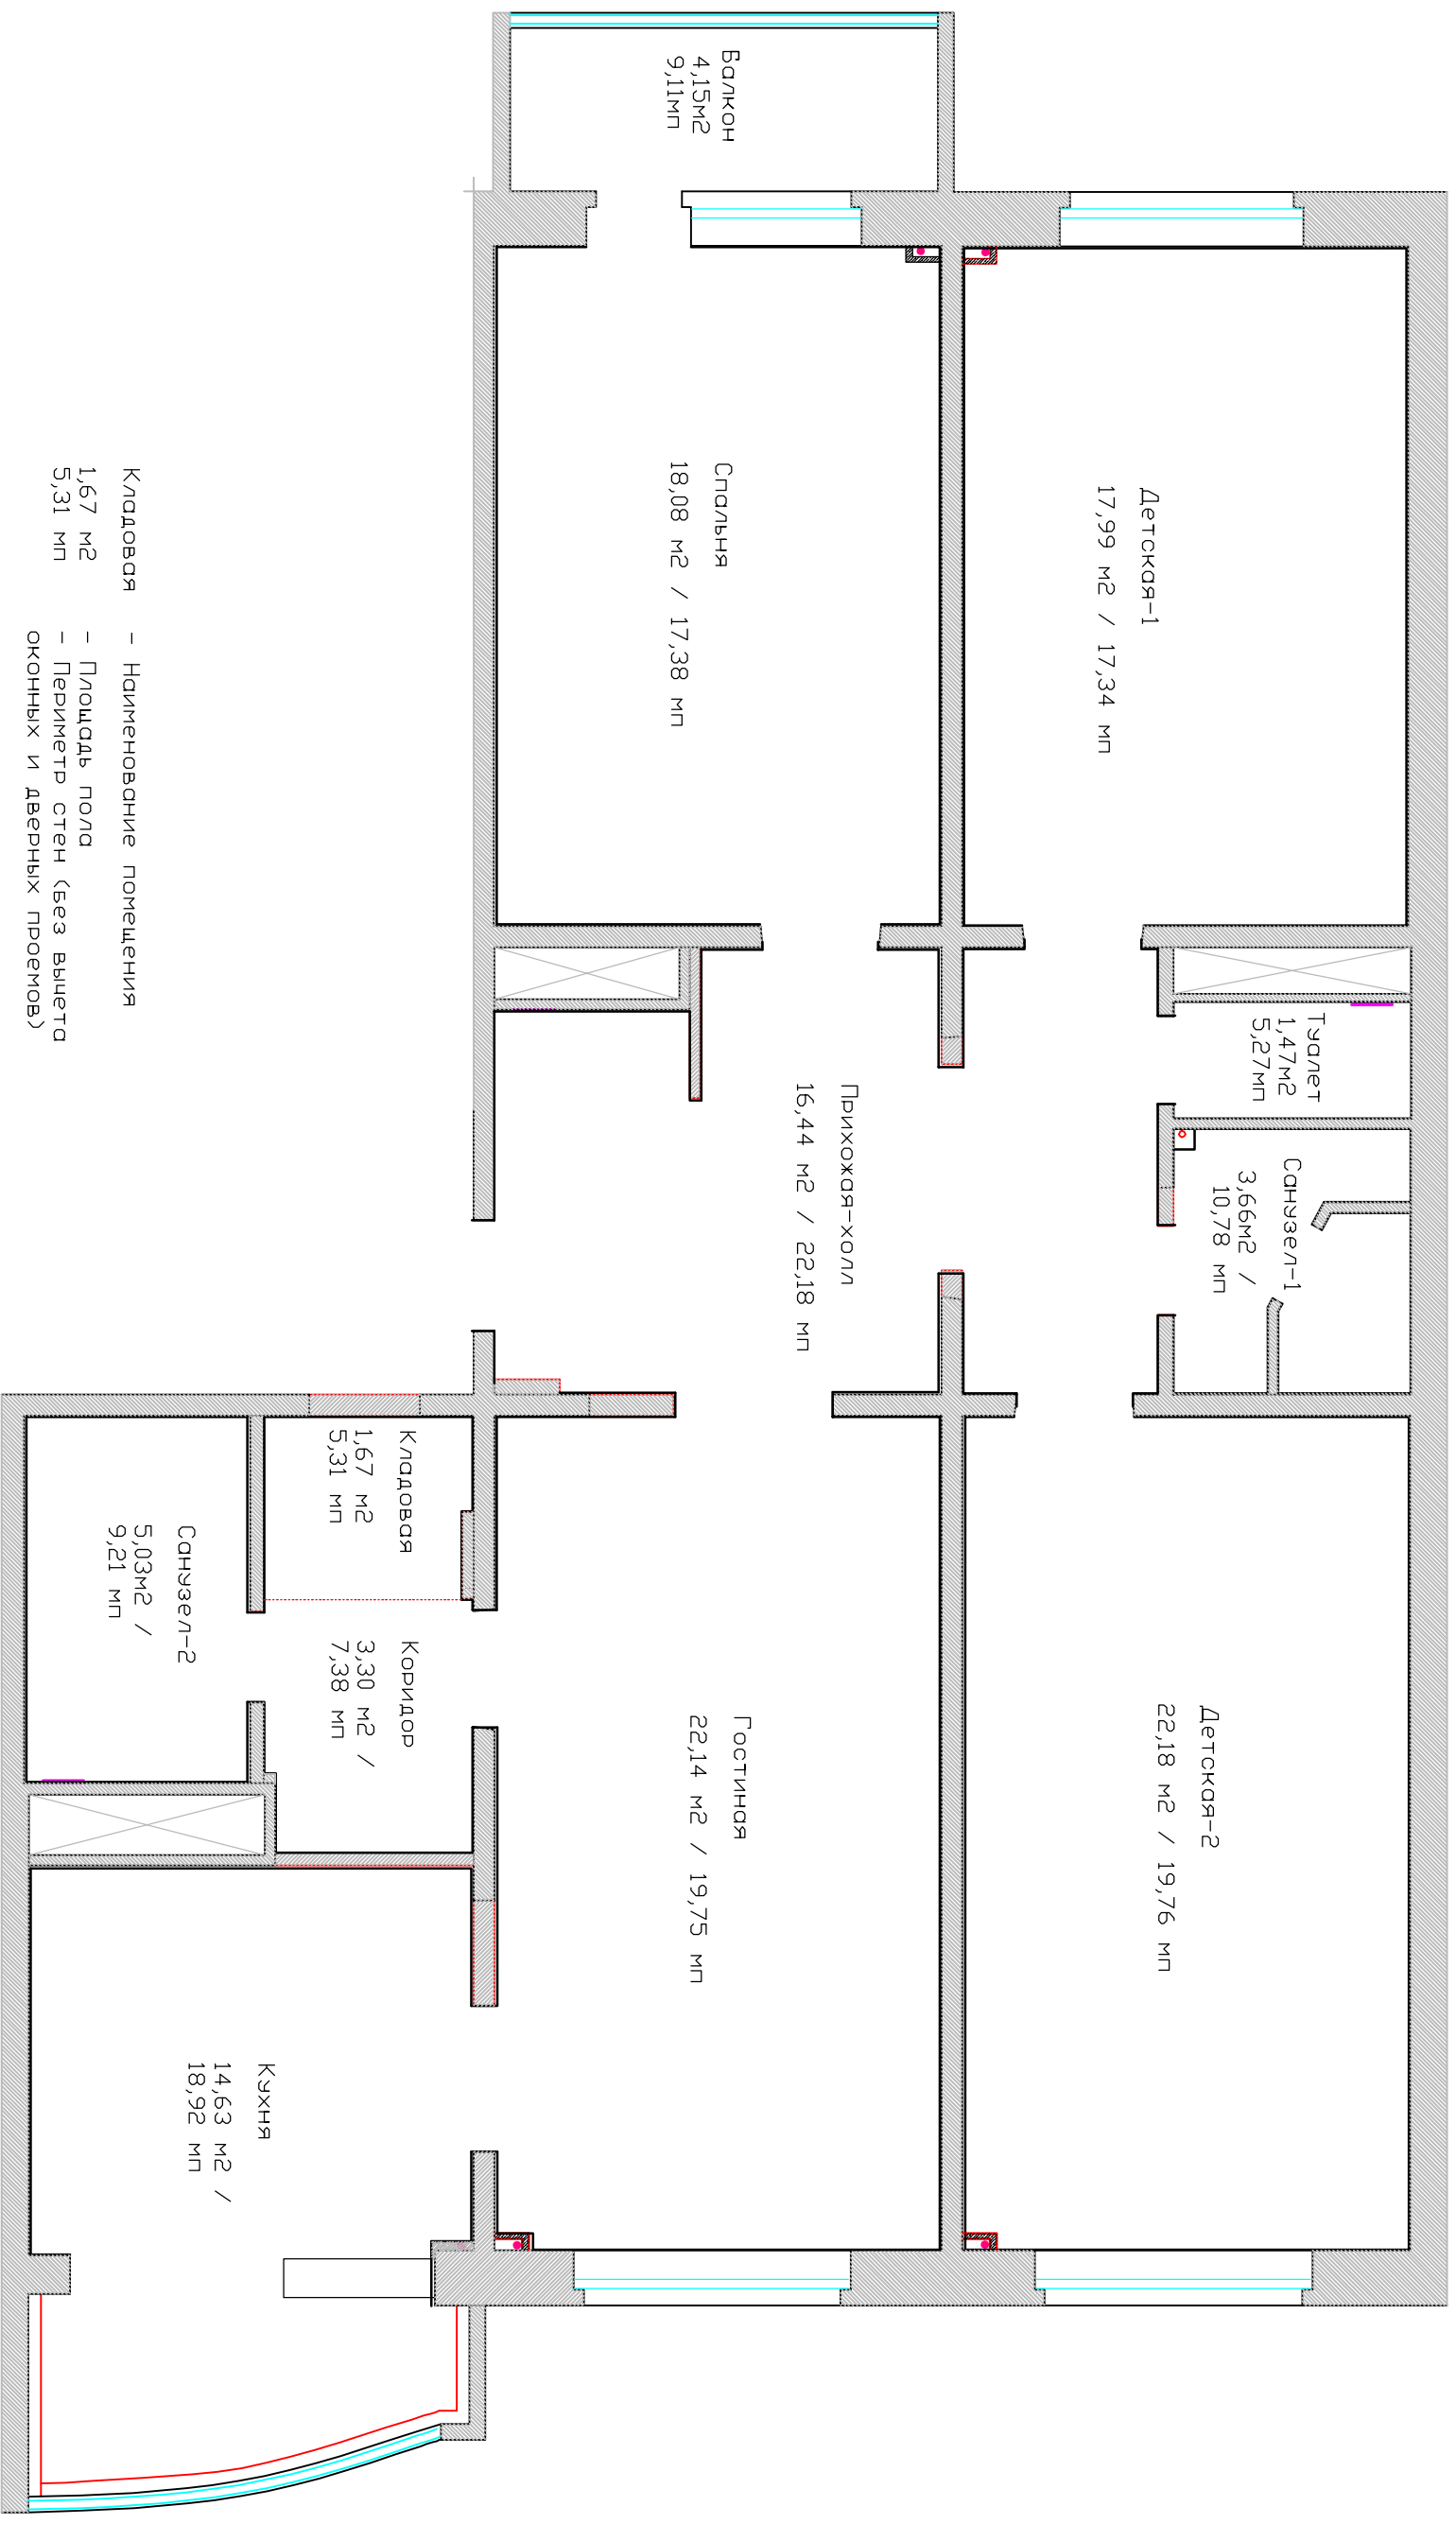 Балкон
4,15м2
9,11мп
Детская-1
17,99 м2 / 17,34 мп
Спальня
18,08 м2 / 17,38 мп
Туалет
1,47м2
5,27мп
Санузел-1
3,66м2 /
10,78 мп
Прихожая-холл
16,44 м2 / 22,18 мп
Кладовая
1,67 м2
5,31 мп
Санузел-2
5,03м2 /
9,21 мп
Коридор
3,30 м2 /
7,38 мп
Гостиная
22,14 м2 / 19,75 мп
Детская-2
22,18 м2 / 19,76 мп
Кухня
14,63 м2 /
18,92 мп
Кладовая - Наименование помещения
1,67 м2 - Площадь пола
5,31 мп - Периметр стен (без вычета
оконных и дверных проемов)